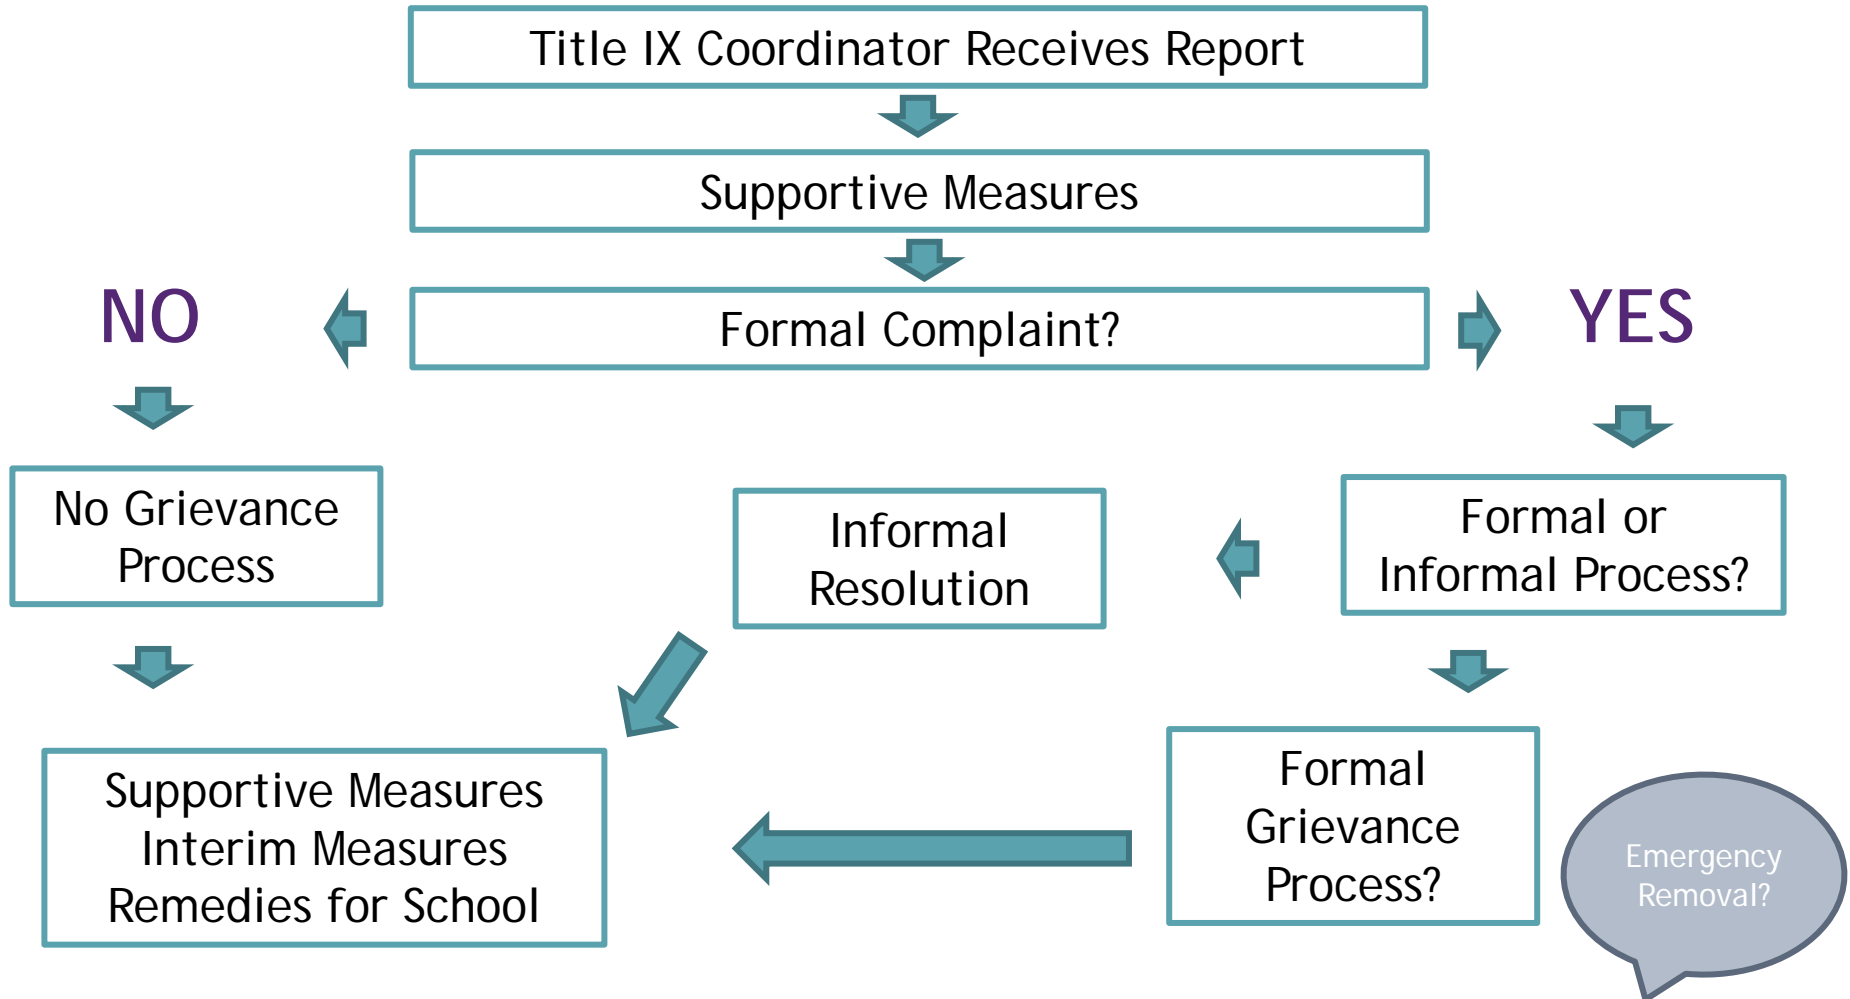 Title IX Coordinator Receives Report
Supportive Measures
NO
Formal Complaint?
YES
No Grievance
Process
Informal
Resolution
Formal or
Informal Process?
Supportive Measures
Interim Measures
Remedies for School
Formal
Grievance
Process?
Emergency
Removal?